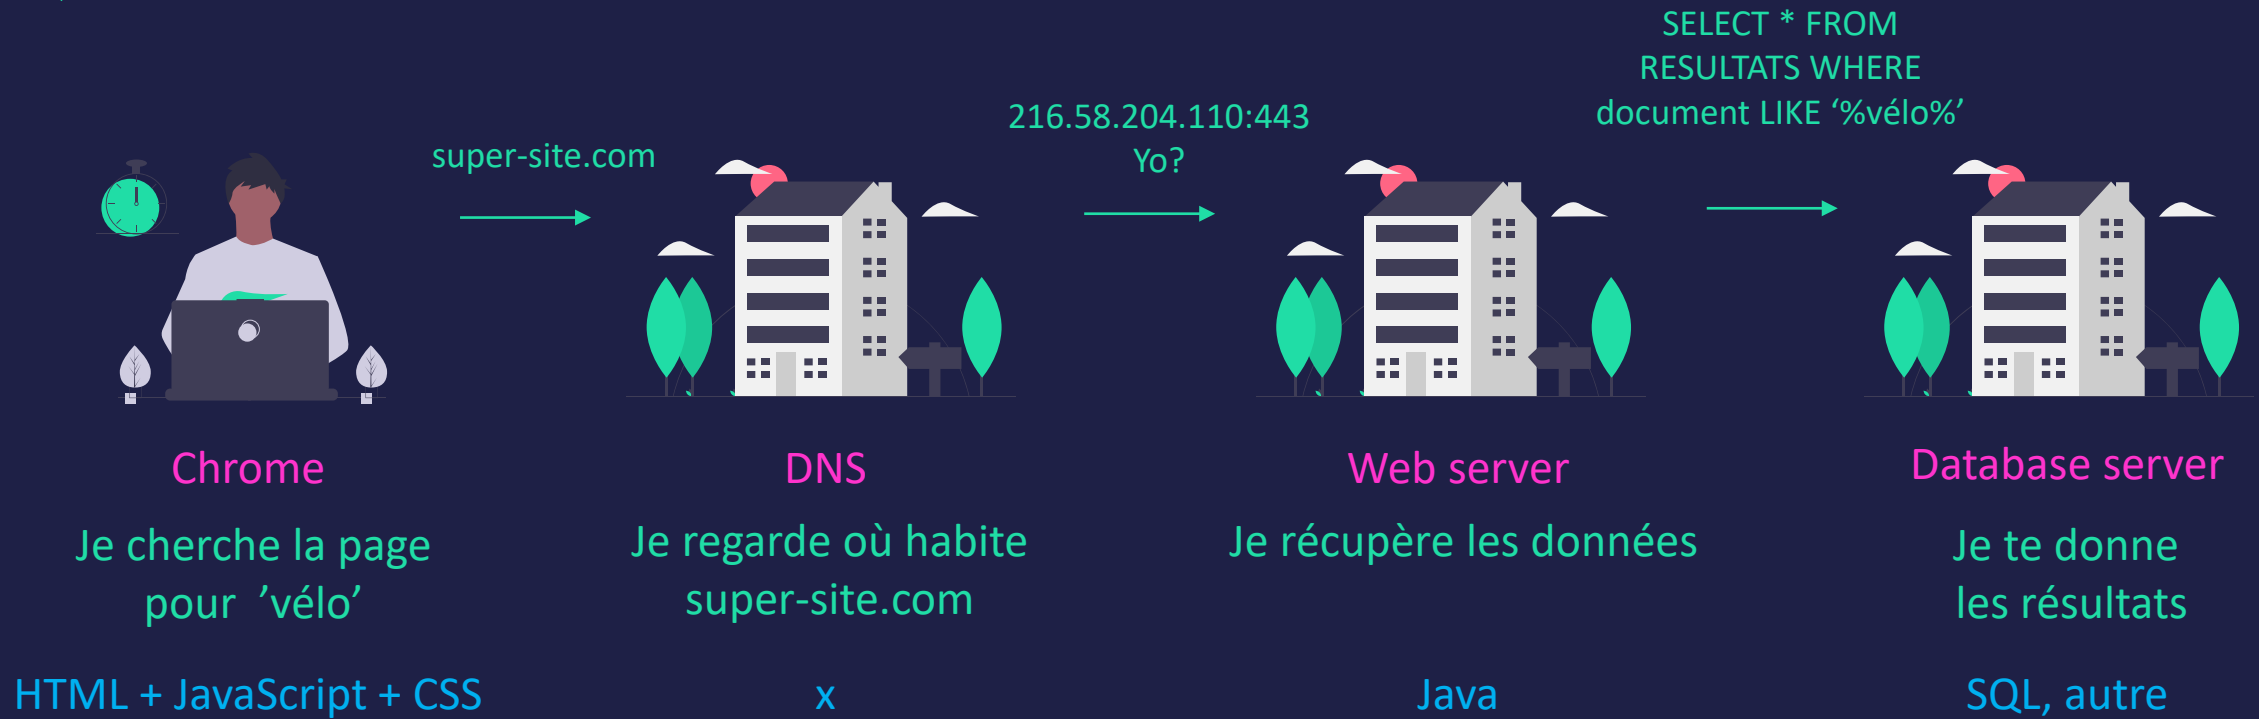 SELECT * FROM
RESULTATS WHERE
document LIKE ‘%vélo%’
216.58.204.110:443
Yo?
super-site.com
Chrome
DNS
Web server
Database server
Je cherche la page
pour ’vélo’
Je regarde où habite
super-site.com
Je récupère les données
Je te donne
les résultats
HTML + JavaScript + CSS
x
Java
SQL, autre